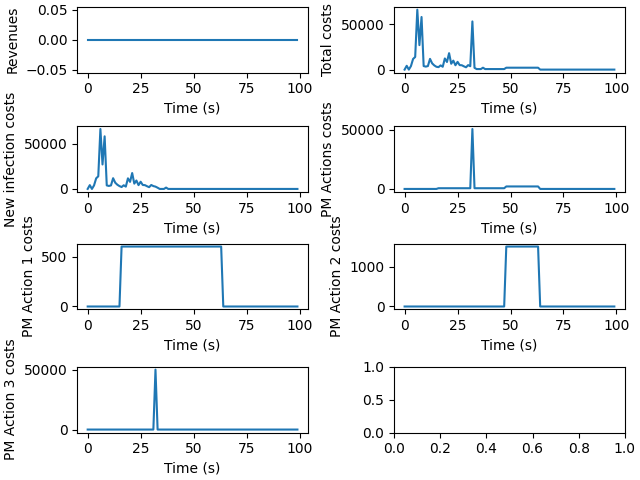 Revenues
0.05
0.00
−0.05
0 25 50 75 100
Time (s)
Total costs
50000
0
0 25 50 75 100
Time (s)
New infection costs
50000
0
0 25 50 75 100
Time (s)
PM Actions costs
50000
0
0 25 50 75 100
Time (s)
PM Action 1 costs
500
0
0 25 50 75 100
Time (s)
PM Action 2 costs
1000
0
0 25 50 75 100
Time (s)
PM Action 3 costs
50000
0
0 25 50 75 100
Time (s)
1.0
0.5
0.0
0.0 0.2 0.4 0.6 0.8 1.0